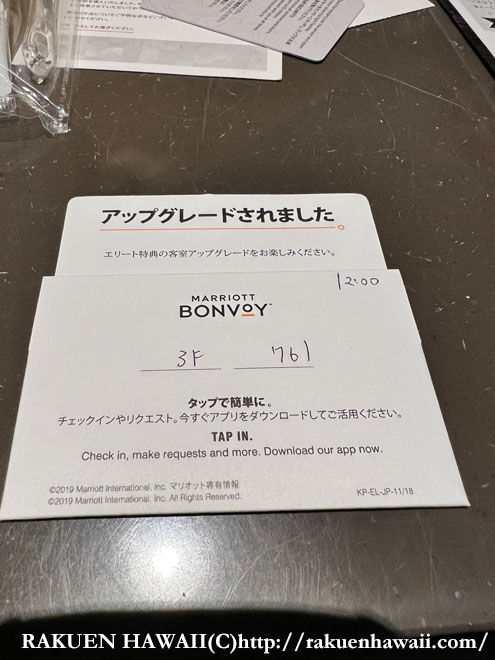 アップグレードされました
エリート特典の客室アップグレードをお楽しみください。
12:00
MARRIOTT
BONVOY™
3F 761
タップで簡単に。
チェックインやリクエスト。今すぐアプリをダウンロードしてご活用ください。
TAP IN.
Check in, make requests and more. Download our app now.
©2019 Marriott International, Inc. マリオット専有情報
©2019 Marriott International, Inc. All Rights Reserved.
KP-EL-JP-11/18
RAKUEN HAWAII(C)http://rakuenhawaii.com/